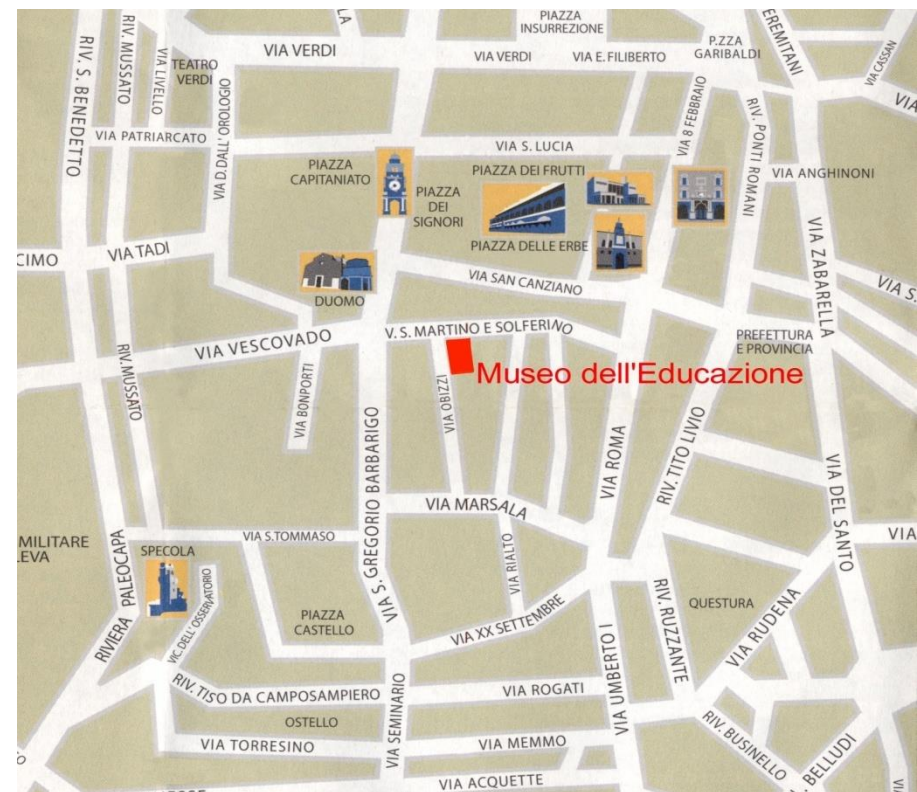 PIAZZA
INSURREZIONE
RIV. S. BENEDETTO
RIV. MUSSATO
VIA LIVELLO
TEATRO
VERDI
VIA VERDI
VIA VERDI
VIA E. FILIBERTO
P.ZZA
GARIBALDI
EREMITANI
VIA CASSAN
VIA
VIA PATRIARCATO
VIA D.DALL' OROLOGIO
VIA S. LUCIA
VIA 8 FEBBRAIO
RIV. PONTI ROMANI
VIA ANGHINONI
PIAZZA
CAPITANIATO
PIAZZA
DEI
SIGNORI
PIAZZA DEI FRUTTI
PIAZZA DELLE ERBE
VIA ZABARELLA
CIMO
VIA TADI
DUOMO
VIA SAN CANZIANO
VIA S.
VIA VESCOVADO
V. S. MARTINO E SOLFERINO
PREFETTURA
E PROVINCIA
Museo dell'Educazione
RIV.MUSSATO
VIA BONPORTI
VIA OBIZZI
VIA S. GREGORIO BARBARIGO
VIA ROMA
RIV. TITO LIVIO
VIA DEL SANTO
VIA MARSALA
MILITARE
LEVA
SPECOLA
VIA S.TOMMASO
VIA RIALTO
VIA
RIVIERA PALEOCAPA
VIC. DELL' OSSERVATORIO
PIAZZA
CASTELLO
VIA XX SETTEMBRE
RIV. RUZZANTE
QUESTURA
VIA RUDENA
RIV. TISO DA CAMPOSAMPIERO
VIA SEMINARIO
VIA ROGATI
VIA UMBERTO I
OSTELLO
VIA TORRESINO
VIA MEMMO
RIV. BUSINELLO
BELLUDI
VIA
VIA ACQUETTE